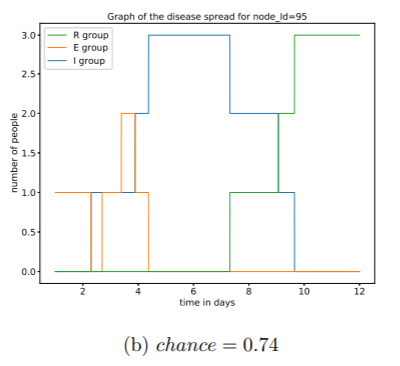 Graph of the disease spread for node_Id=95
R group
E group
I group
number of people
3.0
2.5
2.0
1.5
1.0
0.5
0.0
2 4 6 8 10 12
time in days
(b) chance = 0.74